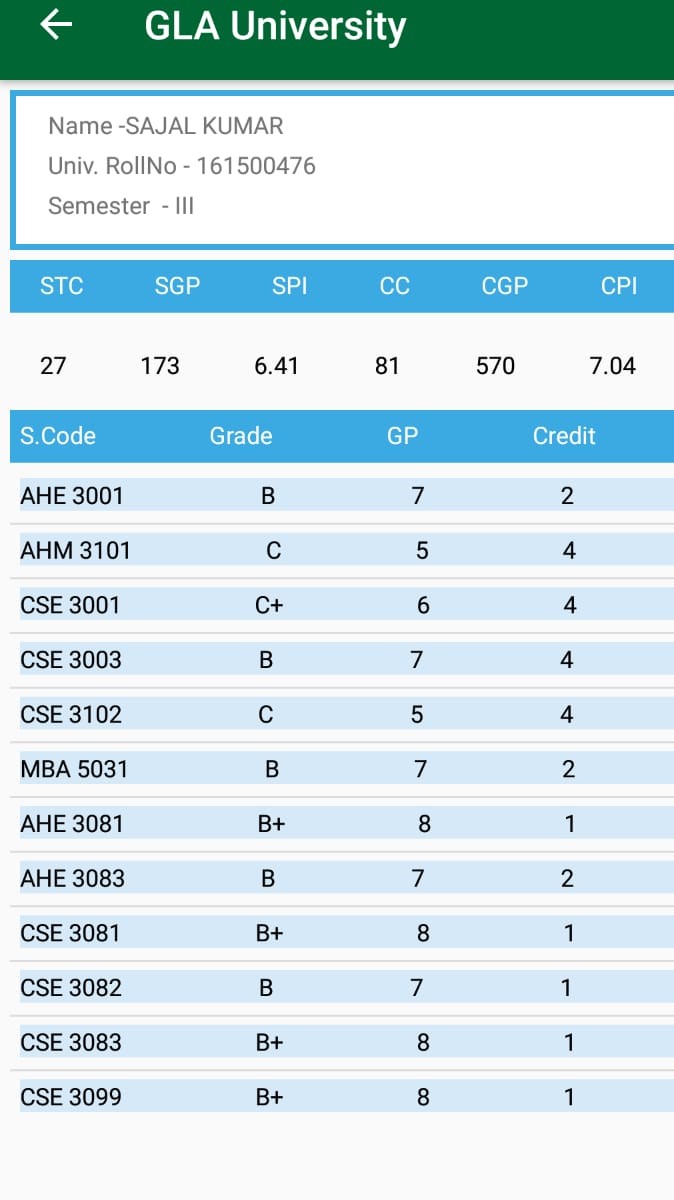 GLA University
Name -SAJAL KUMAR
Univ. RollNo - 161500476
Semester - III
STC SGP SPI CC CGP CPI
27 173 6.41 81 570 7.04
S.Code Grade GP Credit
AHE 3001 B 7 2
AHM 3101 C 5 4
CSE 3001 C+ 6 4
CSE 3003 B 7 4
CSE 3102 C 5 4
MBA 5031 B 7 2
AHE 3081 B+ 8 1
AHE 3083 B 7 2
CSE 3081 B+ 8 1
CSE 3082 B 7 1
CSE 3083 B+ 8 1
CSE 3099 B+ 8 1